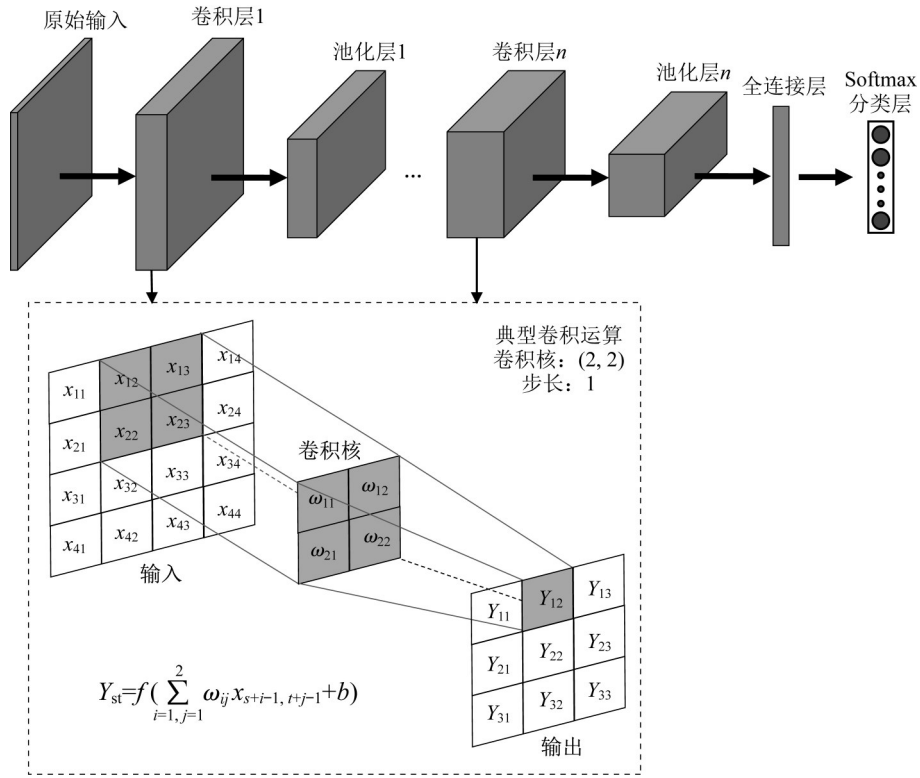 原始输入
卷积层1
池化层1
卷积层n
池化层n
全连接层
Softmax
分类层
...
典型卷积运算
卷积核：(2, 2)
步长：1
x₁₁ x₁₂ x₁₃ x₁₄
x₂₁ x₂₂ x₂₃ x₂₄
x₃₁ x₃₂ x₃₃ x₃₄
x₄₁ x₄₂ x₄₃ x₄₄
输入
卷积核
ω₁₁ ω₁₂
ω₂₁ ω₂₂
Y₁₁ Y₁₂ Y₁₃
Y₂₁ Y₂₂ Y₂₃
Y₃₁ Y₃₂ Y₃₃
输出
Y_st=f(∑_{i=1, j=1}^{2} ω_{ij} x_{s+i−1, t+j−1}+b)